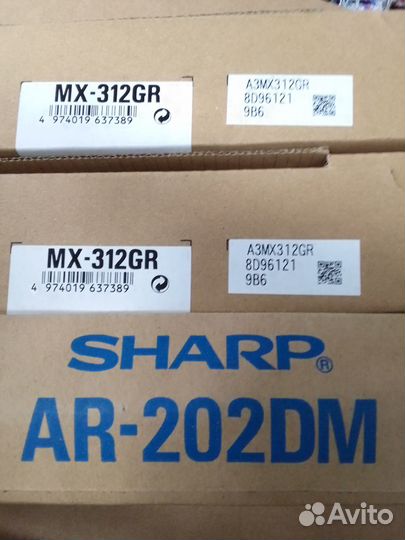 MX-312GR
4 974019 637389
A3MX312GR
8D96121
9B6
MX-312GR
4 974019 637389
A3MX312GR
8D96121
9B6
SHARP®
AR-202DM
Avito